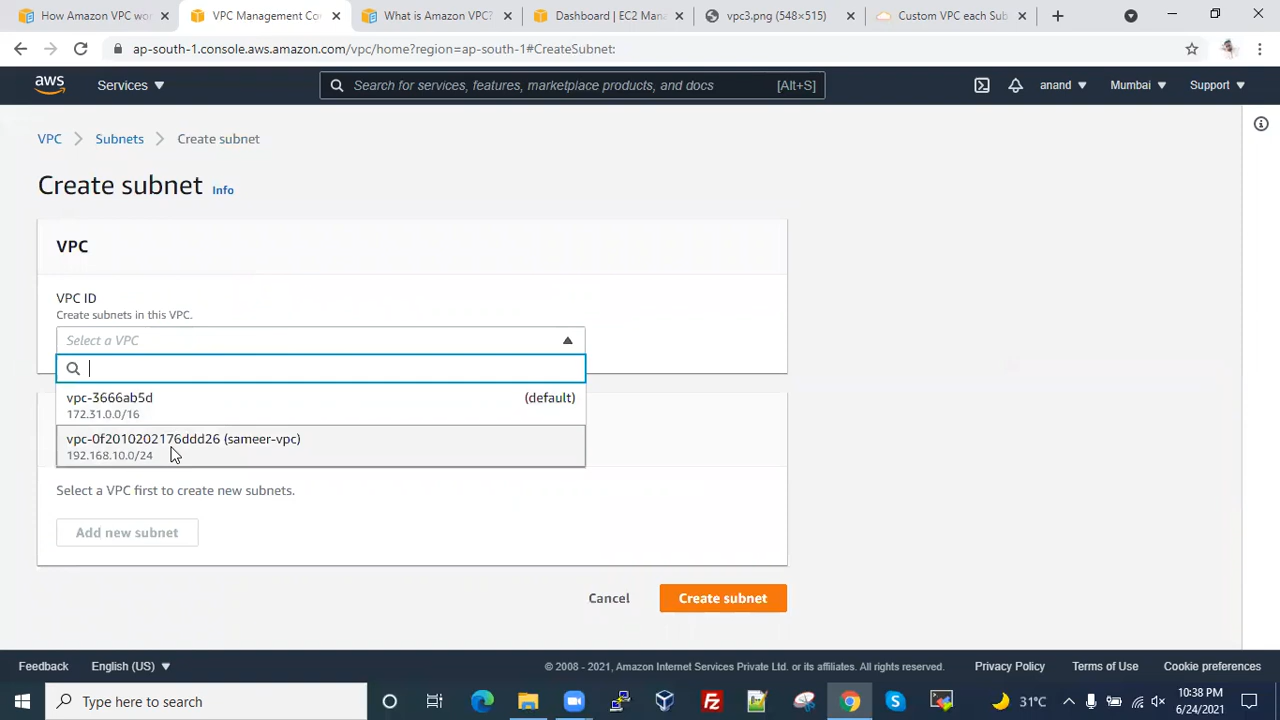 How Amazon VPC wor
VPC Management Co
What is Amazon VPC?
Dashboard | EC2 Mana
vpc3.png (548×515)
Custom VPC each Sub
ap-south-1.console.aws.amazon.com/vpc/home?region=ap-south-1#CreateSubnet:
aws
Services
Search for services, features, marketplace products, and docs
[Alt+S]
anand
Mumbai
Support
VPC
Subnets
Create subnet
Create subnet
Info
VPC
VPC ID
Create subnets in this VPC.
Select a VPC
vpc-3666ab5d
(default)
172.31.0.0/16
vpc-0f2010202176ddd26 (sameer-vpc)
192.168.10.0/24
Select a VPC first to create new subnets.
Add new subnet
Cancel
Create subnet
Feedback
English (US)
© 2008 - 2021, Amazon Internet Services Private Ltd. or its affiliates. All rights reserved.
Privacy Policy
Terms of Use
Cookie preferences
Type here to search
31°C
10:38 PM
6/24/2021